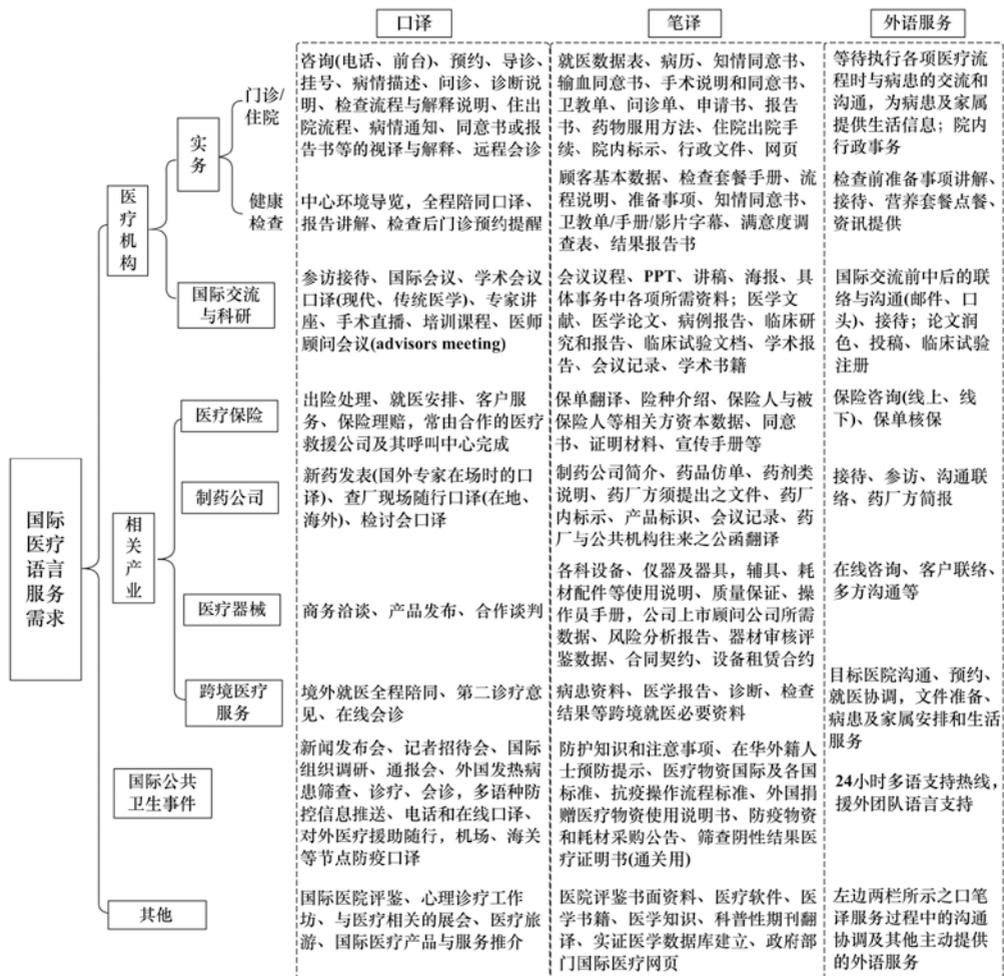 口译
笔译
外语服务
国际
医疗
语言
服务
需求
医
疗
机
构
实
务
门诊/
住院
咨询(电话、前台)、预约、导诊、
挂号、病情描述、问诊、诊断说
明、检查流程与解释说明、住出
院流程、病情通知、同意书或报
告书等的视译与解释、远程会诊
就医数据表、病历、知情同意书、
输血同意书、手术说明和同意书、
卫教单、问诊单、申请书、报告
书、药物服用方法、住院出院手
续、院内标示、行政文件、网页
等待执行各项医疗流
程时与病患的交流和
沟通，为病患及家属
提供生活信息；院内
行政事务
健康
检查
中心环境导览，全程陪同口译、
报告讲解、检查后门诊预约提醒
顾客基本数据、检查套餐手册、流
程说明、准备事项、知情同意书、
卫教单/手册/影片字幕、满意度调
查表、结果报告书
检查前准备事项讲解、
接待、营养套餐点餐、
资讯提供
国际交流
与科研
参访接待、国际会议、学术会议
口译(现代、传统医学)、专家讲
座、手术直播、培训课程、医师
顾问会议(advisors meeting)
会议议程、PPT、讲稿、海报、具
体事务中各项所需资料；医学文
献、医学论文、病例报告、临床研
究和报告、临床试验文档、学术报
告、会议记录、学术书籍
国际交流前中后的联
络与沟通(邮件、口
头)、接待；论文润
色、投稿、临床试验
注册
相
关
产
业
医疗保险
出险处理、就医安排、客户服
务、保险理赔，常由合作的医疗
救援公司及其呼叫中心完成
保单翻译、险种介绍、保险人与被
保险人等相关方资本数据、同意
书、证明材料、宣传手册等
保险咨询(线上、线
下)、保单核保
制药公司
新药发表(国外专家在场时的口
译)、查厂现场随行口译(在地、
海外)、检讨会口译
制药公司简介、药品仿单、药剂类
说明、药厂方须提出之文件、药厂
内标示、产品标识、会议记录、药
厂与公共机构往来之公函翻译
接待、参访、沟通
联络、药厂方简报
医疗器械
商务洽谈、产品发布、合作谈判
各科设备、仪器及器具，辅具、耗
材配件等使用说明、质量保证、操
作员手册，公司上市顾问公司所需
数据、风险分析报告、器材审核评
鉴数据、合同契约、设备租赁合约
在线咨询、客户联络、
多方沟通等
跨境医疗
服务
境外就医全程陪同、第二诊疗意
见、在线会诊
病患资料、医学报告、诊断、检查
结果等跨境就医必要资料
目标医院沟通、预约、
就医协调，文件准备、
病患及家属安排和生活
服务
国际公共
卫生事件
新闻发布会、记者招待会、国际
组织调研、通报会、外国发热病
患筛查、诊疗、会诊，多语种防
控信息推送、电话和在线口译、
对外医疗援助随行，机场、海关
等节点防疫口译
防护知识和注意事项、在华外籍人
士预防提示、医疗物资国际及各国
标准、抗疫操作流程标准、外国捐
赠医疗物资使用说明书、防疫物资
和耗材采购公告、筛查阴性结果医
疗证明书(通关用)
24小时多语支持热线，
援外团队语言支持
其他
国际医院评鉴、心理诊疗工作
坊、与医疗相关的展会、医疗旅
游、国际医疗产品与服务推介
医院评鉴书面资料、医疗软件、医
学书籍、医学知识、科普性期刊翻
译、实证医学数据库建立、政府部
门国际医疗网页
左边两栏所示之口笔
译服务过程中的沟通
协调及其他主动提供
的外语服务